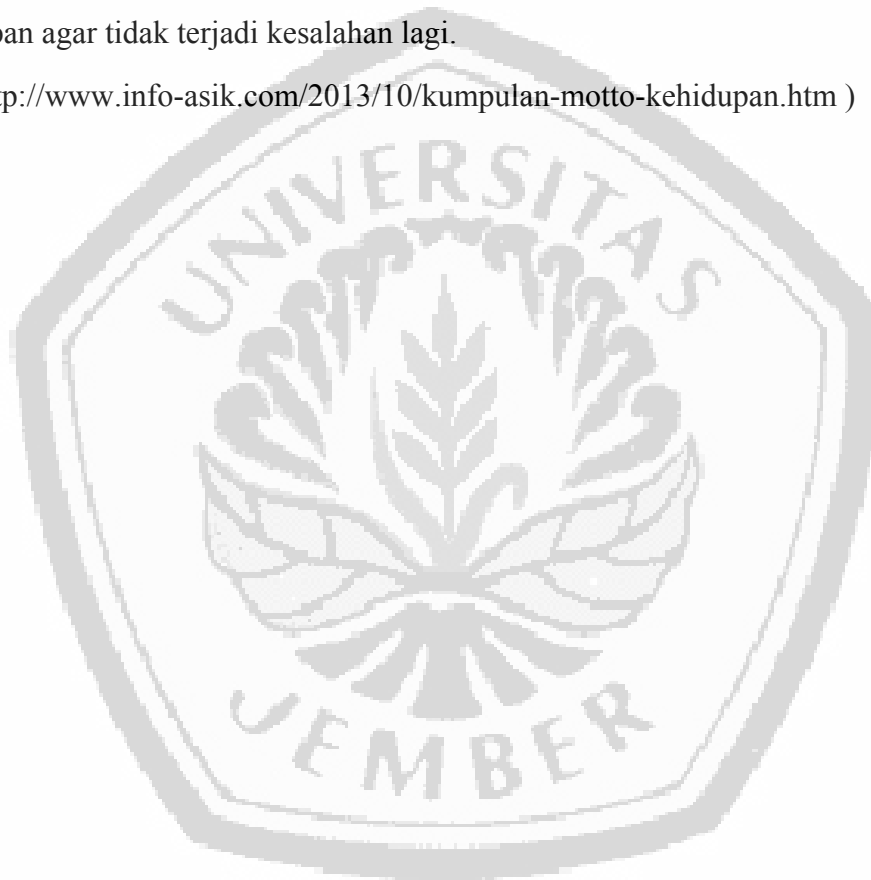 pan agar tidak terjadi kesalahan lagi.
tp://www.info-asik.com/2013/10/kumpulan-motto-kehidupan.htm )
UNIVERSITAS
JEMBER